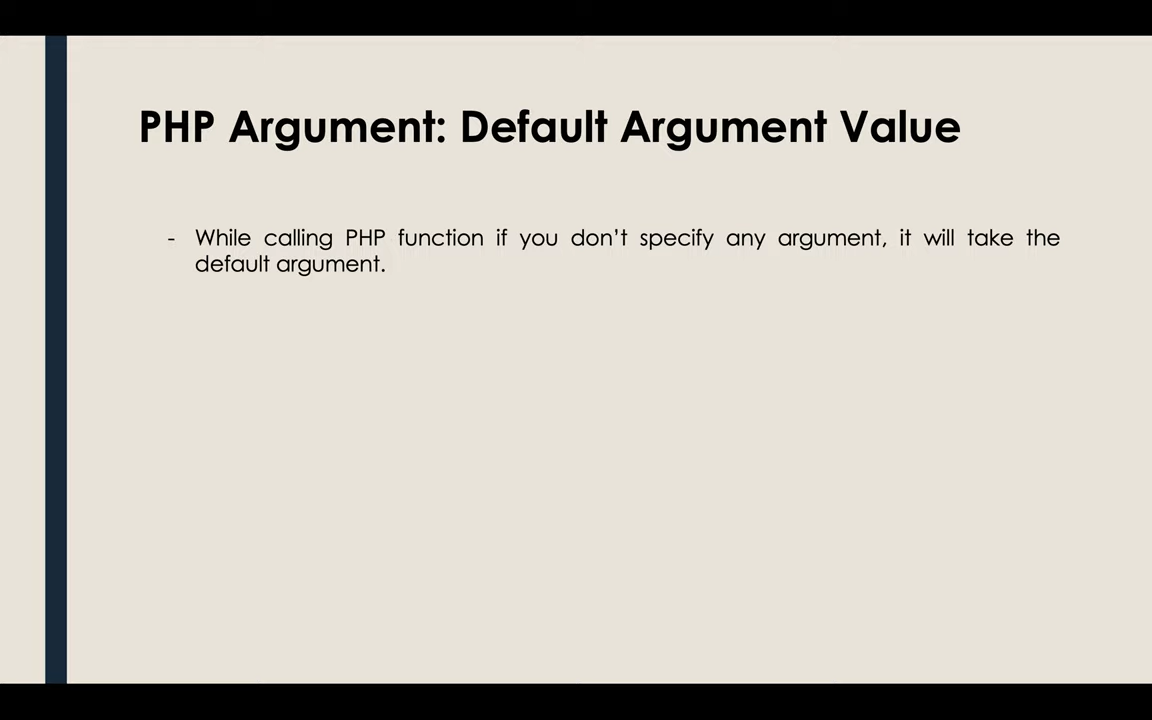 PHP Argument: Default Argument Value
- While calling PHP function if you don’t specify any argument, it will take the
default argument.